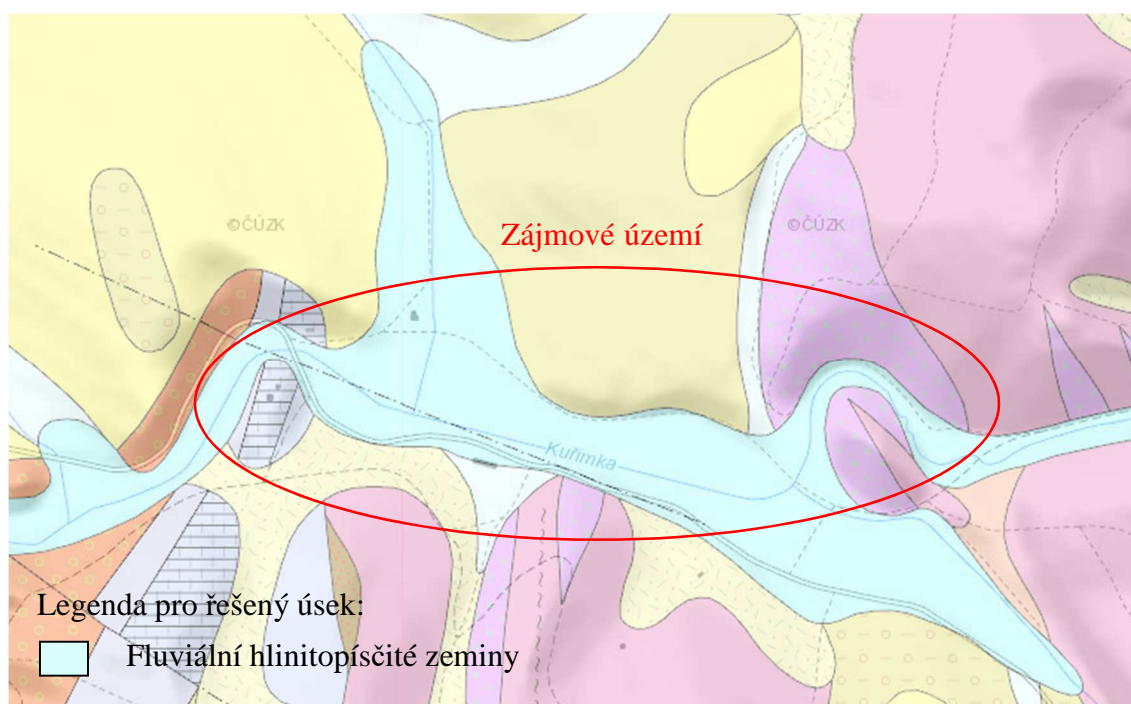 ©ČÚZK
©ČÚZK
Zájmové území
Kuřimka
Legenda pro řešený úsek:
Fluviální hlinitopísčité zeminy